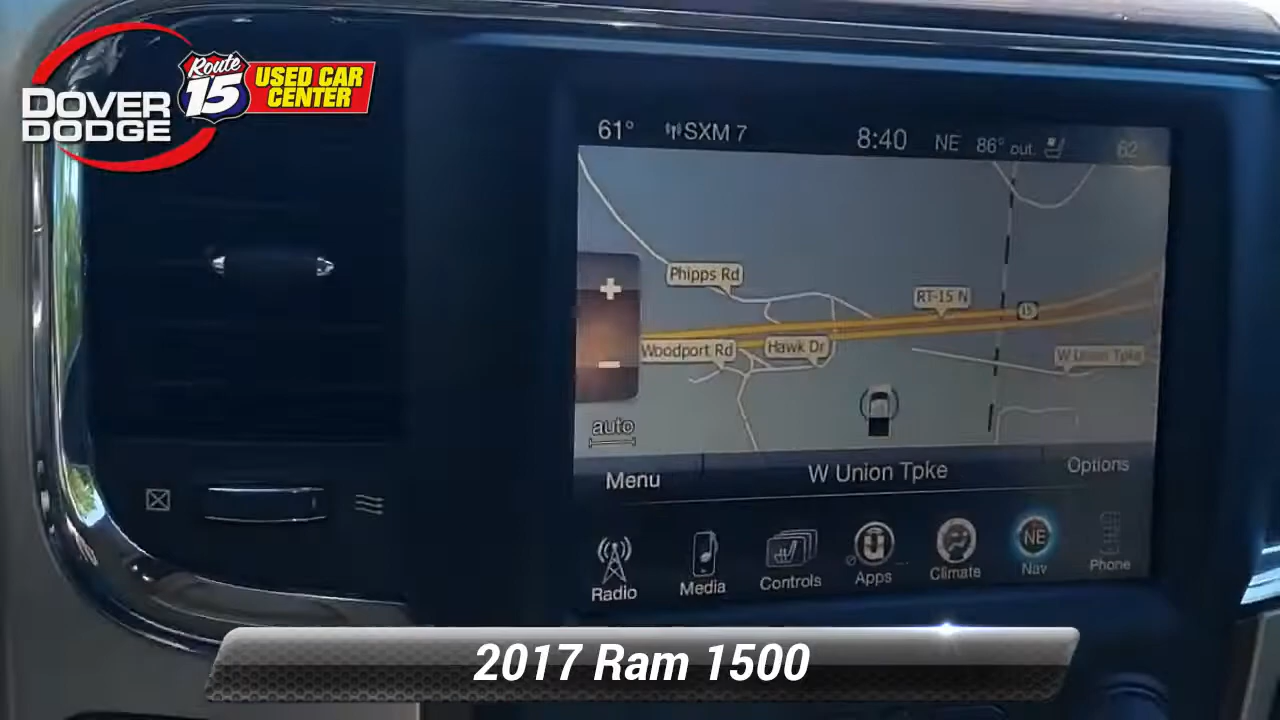 DOVER
DODGE
Route
15
USED CAR
CENTER
61° SXM 7 8:40 NE 86° out. 62
Phipps Rd
RT-15 N
15
Woodport Rd
Hawk Dr
W Union Tpke
+
-
auto
Menu W Union Tpke Options
NE
Radio Media Controls Apps Climate Nav Phone
2017 Ram 1500